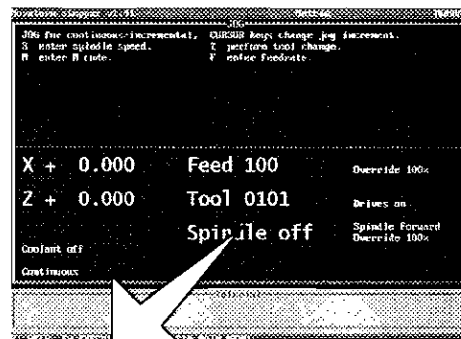 JOG
JOG for continuous/incremental, CURSOR keys change jog increment.
S enter spindle speed. T perform tool change.
M enter M code. F enter feedrate.
X + 0.000 Feed 100 Override 100%
Z + 0.000 Tool 0101 Drives on
Spindle off Spindle Forward
Override 100%
Coolant off
Continuous